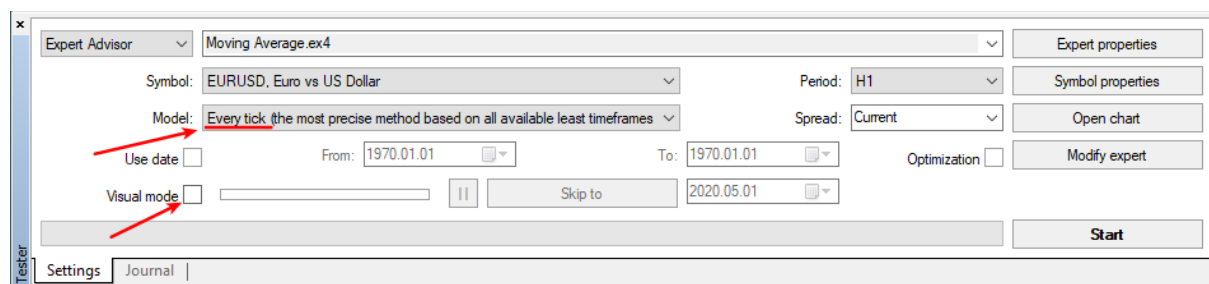 Expert Advisor Moving Average.ex4 Expert properties
Symbol: EURUSD, Euro vs US Dollar Period: H1 Symbol properties
Model: Every tick (the most precise method based on all available least timeframes Spread: Current Open chart
Use date From: 1970.01.01 To: 1970.01.01 Optimization Modify expert
Visual mode Skip to 2020.05.01
Start
Tester
Settings Journal